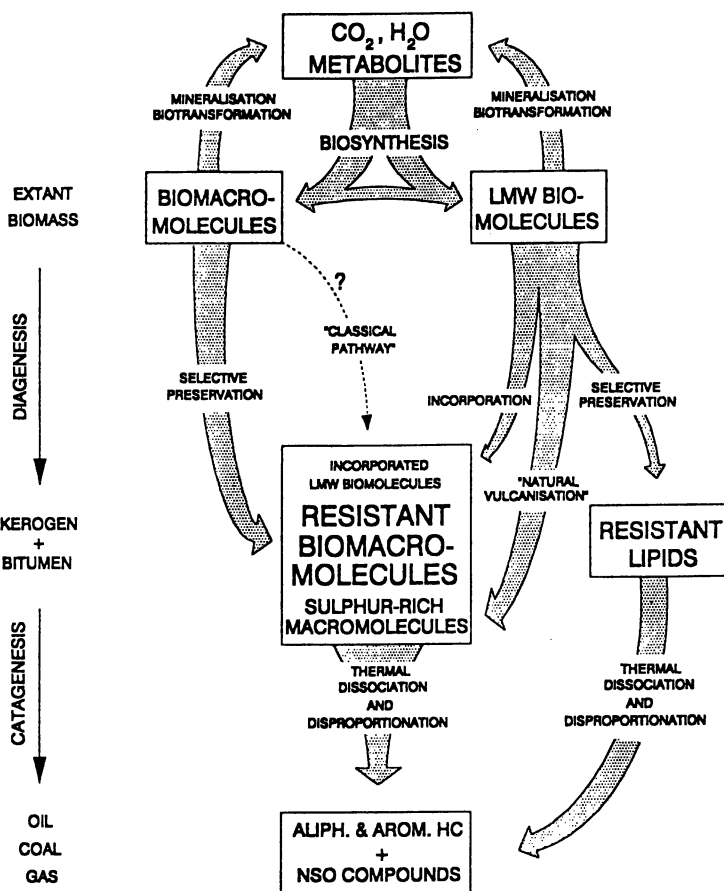 CO₂, H₂O
METABOLITES
MINERALISATION
BIOTRANSFORMATION
MINERALISATION
BIOTRANSFORMATION
BIOSYNTHESIS
EXTANT
BIOMASS
BIOMACRO-
MOLECULES
LMW BIO-
MOLECULES
?
"CLASSICAL
PATHWAY"
DIAGENESIS
SELECTIVE
PRESERVATION
INCORPORATION
SELECTIVE
PRESERVATION
"NATURAL
VULCANISATION"
INCORPORATED
LMW BIOMOLECULES
RESISTANT
BIOMACRO-
MOLECULES
SULPHUR-RICH
MACROMOLECULES
KEROGEN
+
BITUMEN
RESISTANT
LIPIDS
CATAGENESIS
THERMAL
DISSOCIATION
AND
DISPROPORTIONATION
THERMAL
DISSOCIATION
AND
DISPROPORTIONATION
OIL
COAL
GAS
ALIPH. & AROM. HC
+
NSO COMPOUNDS